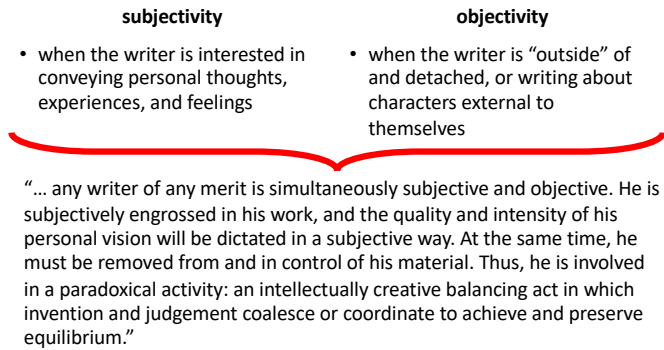 subjectivity
• when the writer is interested in
conveying personal thoughts,
experiences, and feelings
objectivity
• when the writer is “outside” of
and detached, or writing about
characters external to
themselves
“… any writer of any merit is simultaneously subjective and objective. He is
subjectively engrossed in his work, and the quality and intensity of his
personal vision will be dictated in a subjective way. At the same time, he
must be removed from and in control of his material. Thus, he is involved
in a paradoxical activity: an intellectually creative balancing act in which
invention and judgement coalesce or coordinate to achieve and preserve
equilibrium.”